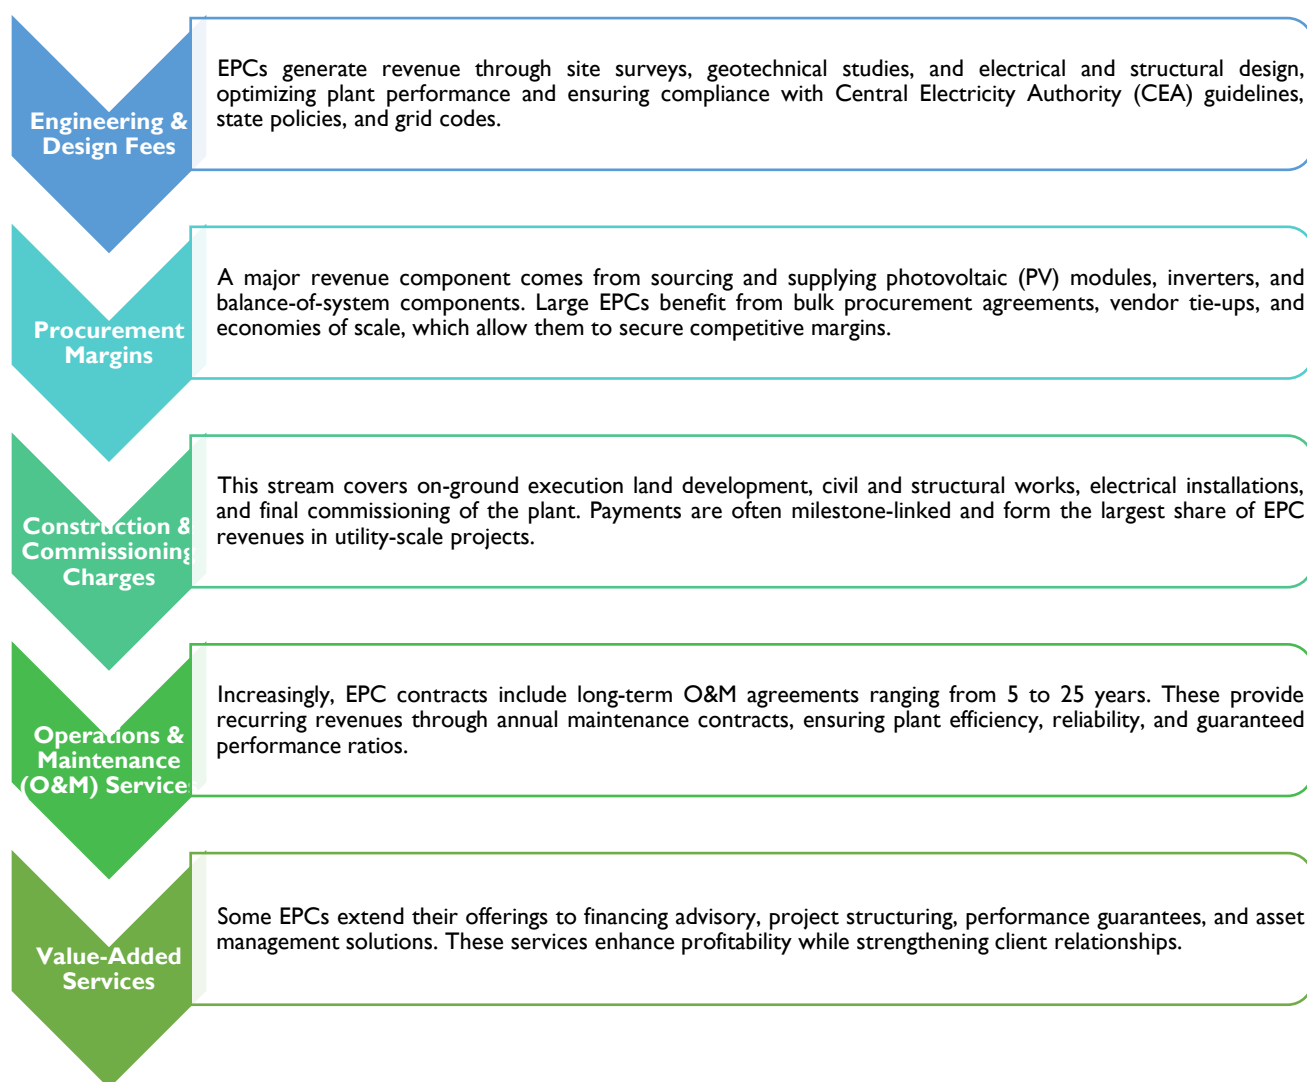 Engineering &
Design Fees
EPCs generate revenue through site surveys, geotechnical studies, and electrical and structural design,
optimizing plant performance and ensuring compliance with Central Electricity Authority (CEA) guidelines,
state policies, and grid codes.
Procurement
Margins
A major revenue component comes from sourcing and supplying photovoltaic (PV) modules, inverters, and
balance-of-system components. Large EPCs benefit from bulk procurement agreements, vendor tie-ups, and
economies of scale, which allow them to secure competitive margins.
Construction &
Commissioning
Charges
This stream covers on-ground execution land development, civil and structural works, electrical installations,
and final commissioning of the plant. Payments are often milestone-linked and form the largest share of EPC
revenues in utility-scale projects.
Operations &
Maintenance
(O&M) Services
Increasingly, EPC contracts include long-term O&M agreements ranging from 5 to 25 years. These provide
recurring revenues through annual maintenance contracts, ensuring plant efficiency, reliability, and guaranteed
performance ratios.
Value-Added
Services
Some EPCs extend their offerings to financing advisory, project structuring, performance guarantees, and asset
management solutions. These services enhance profitability while strengthening client relationships.